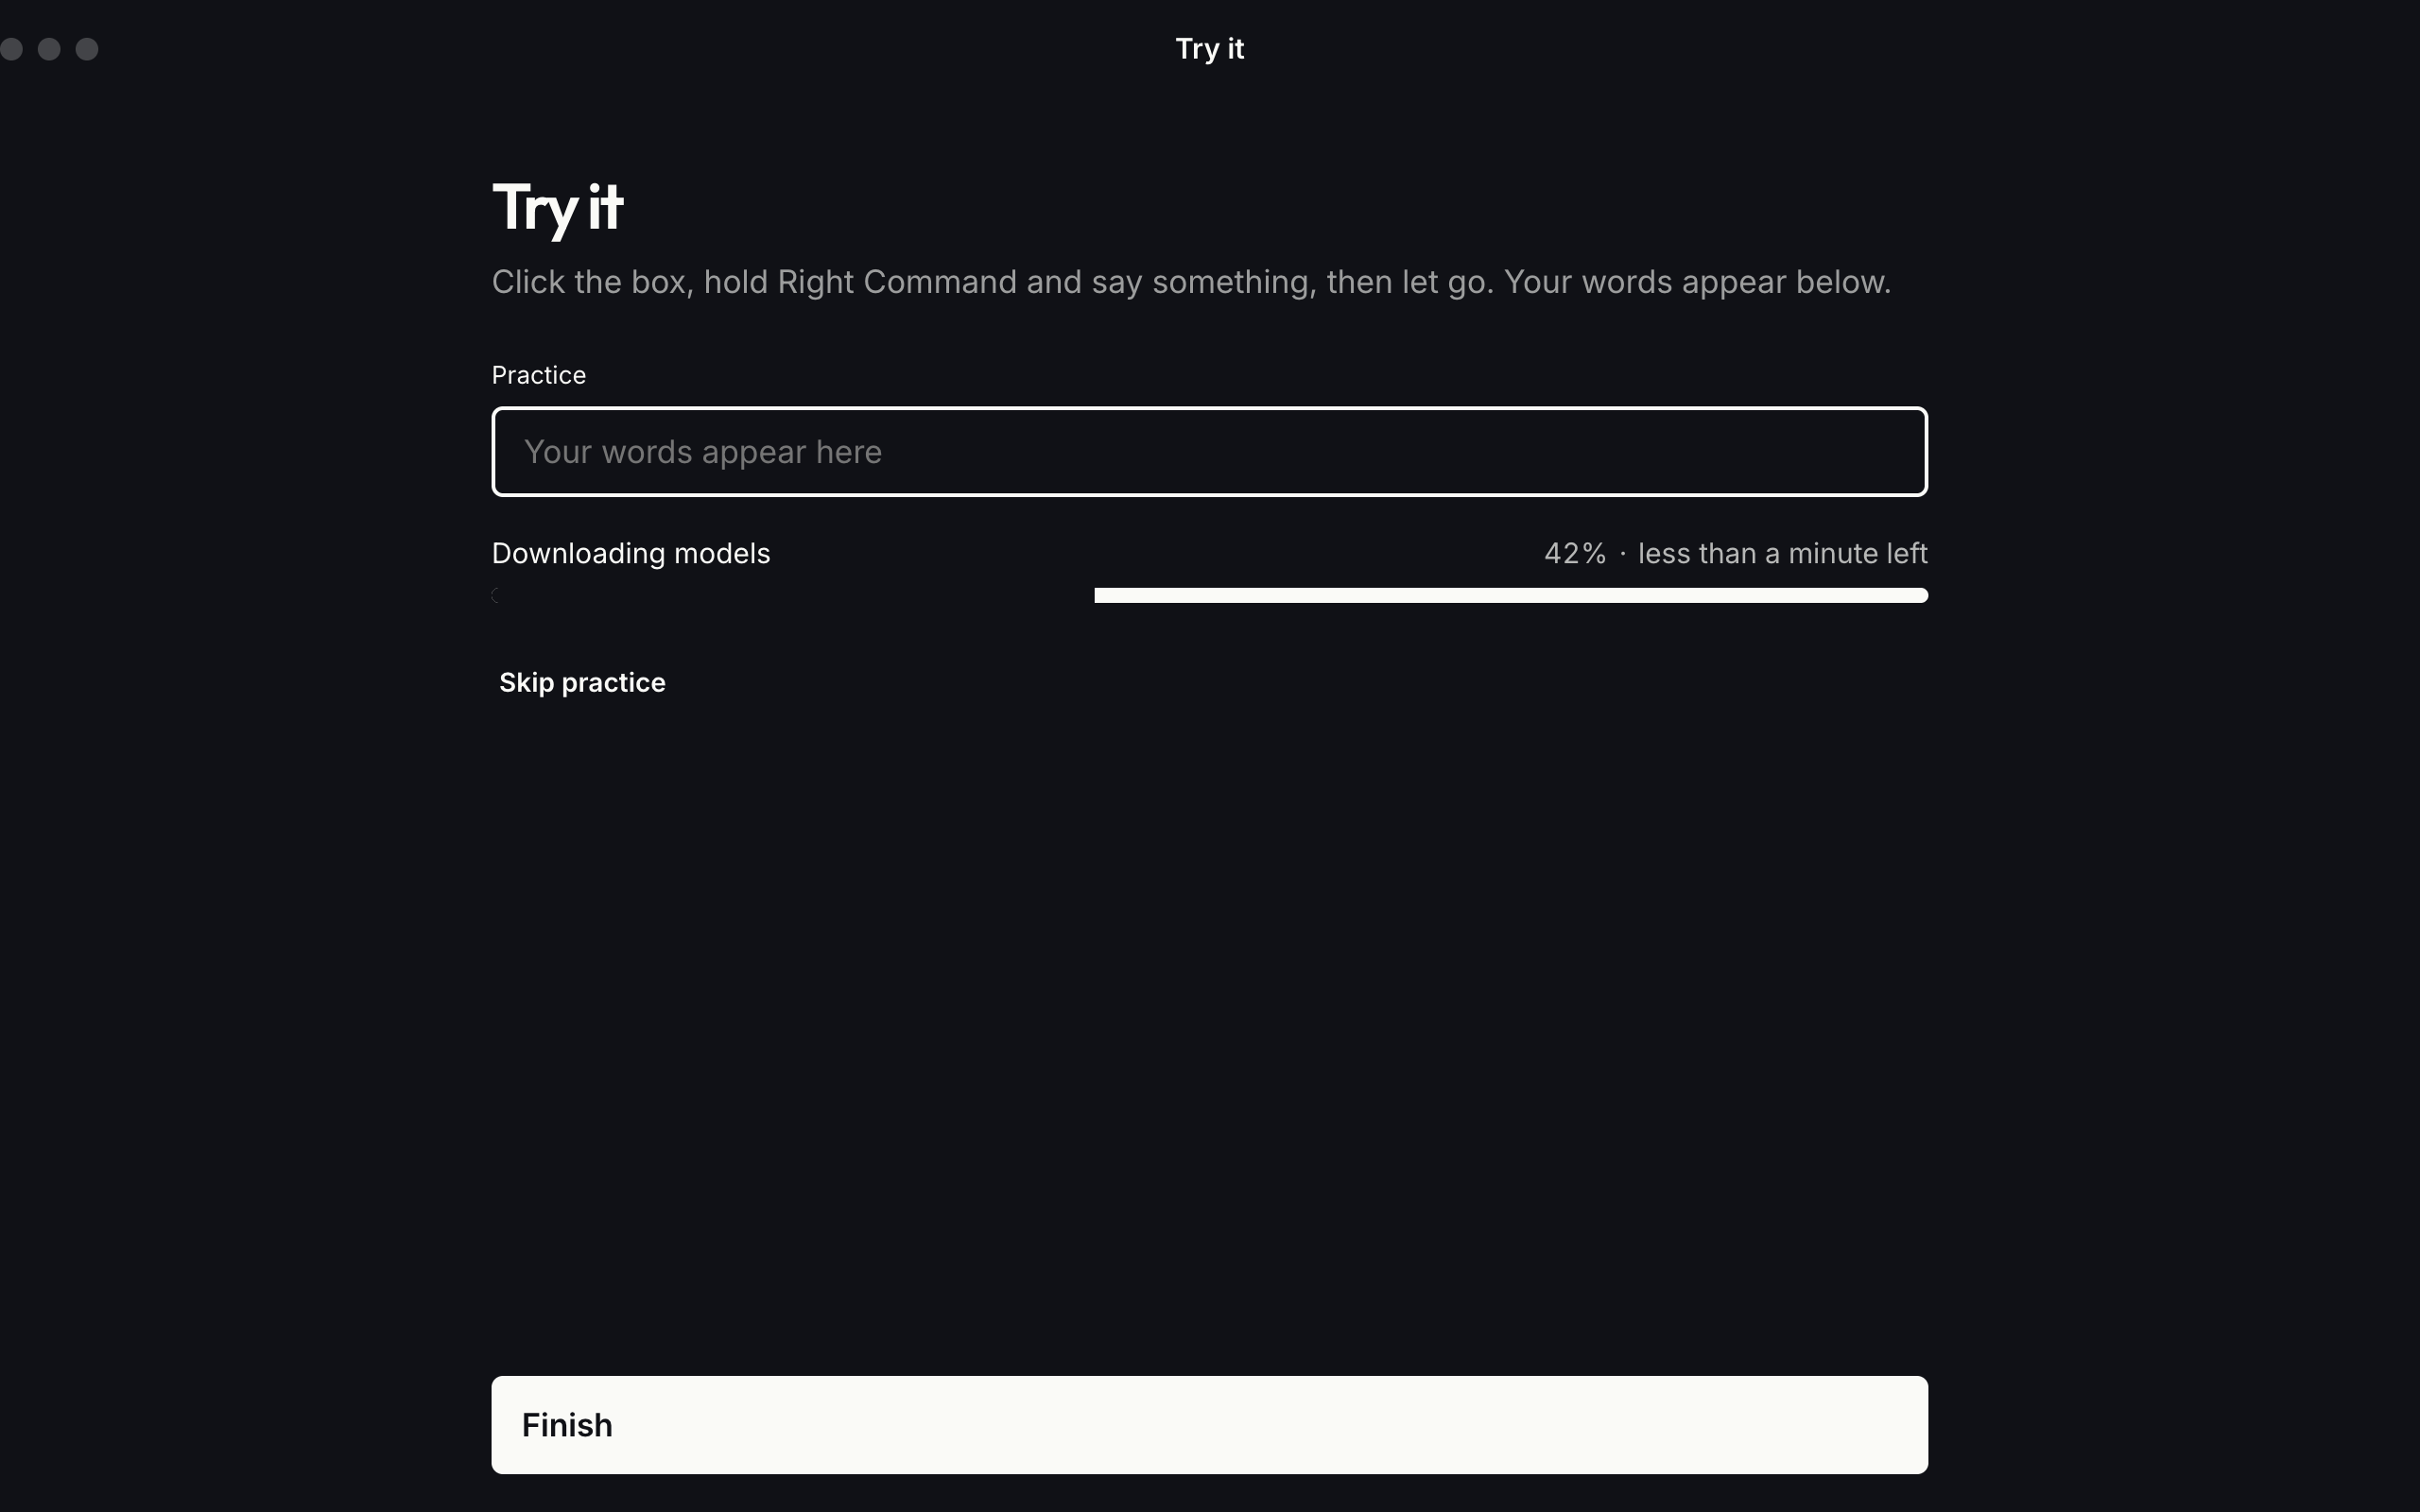 Try it
Try it
Click the box, hold Right Command and say something, then let go. Your words appear below.
Practice
Your words appear here
Downloading models 42% · less than a minute left
Skip practice
Finish